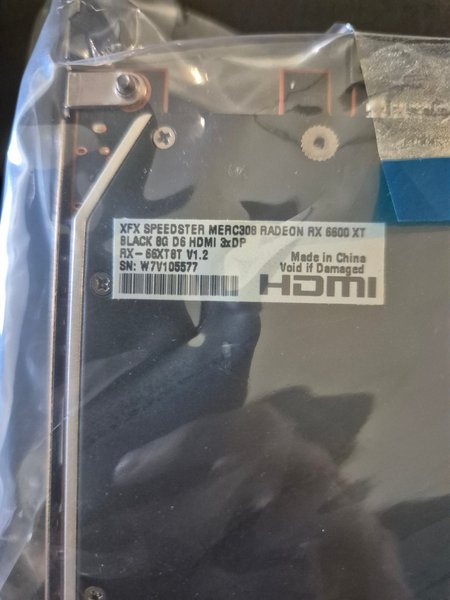 XFX SPEEDSTER MERC308 RADEON RX 6600 XT
BLACK 8G D6 HDMI 3xDP
RX-66XT8T V1.2
Made in China
SN: W7V105577
Void if Damaged
HDMI